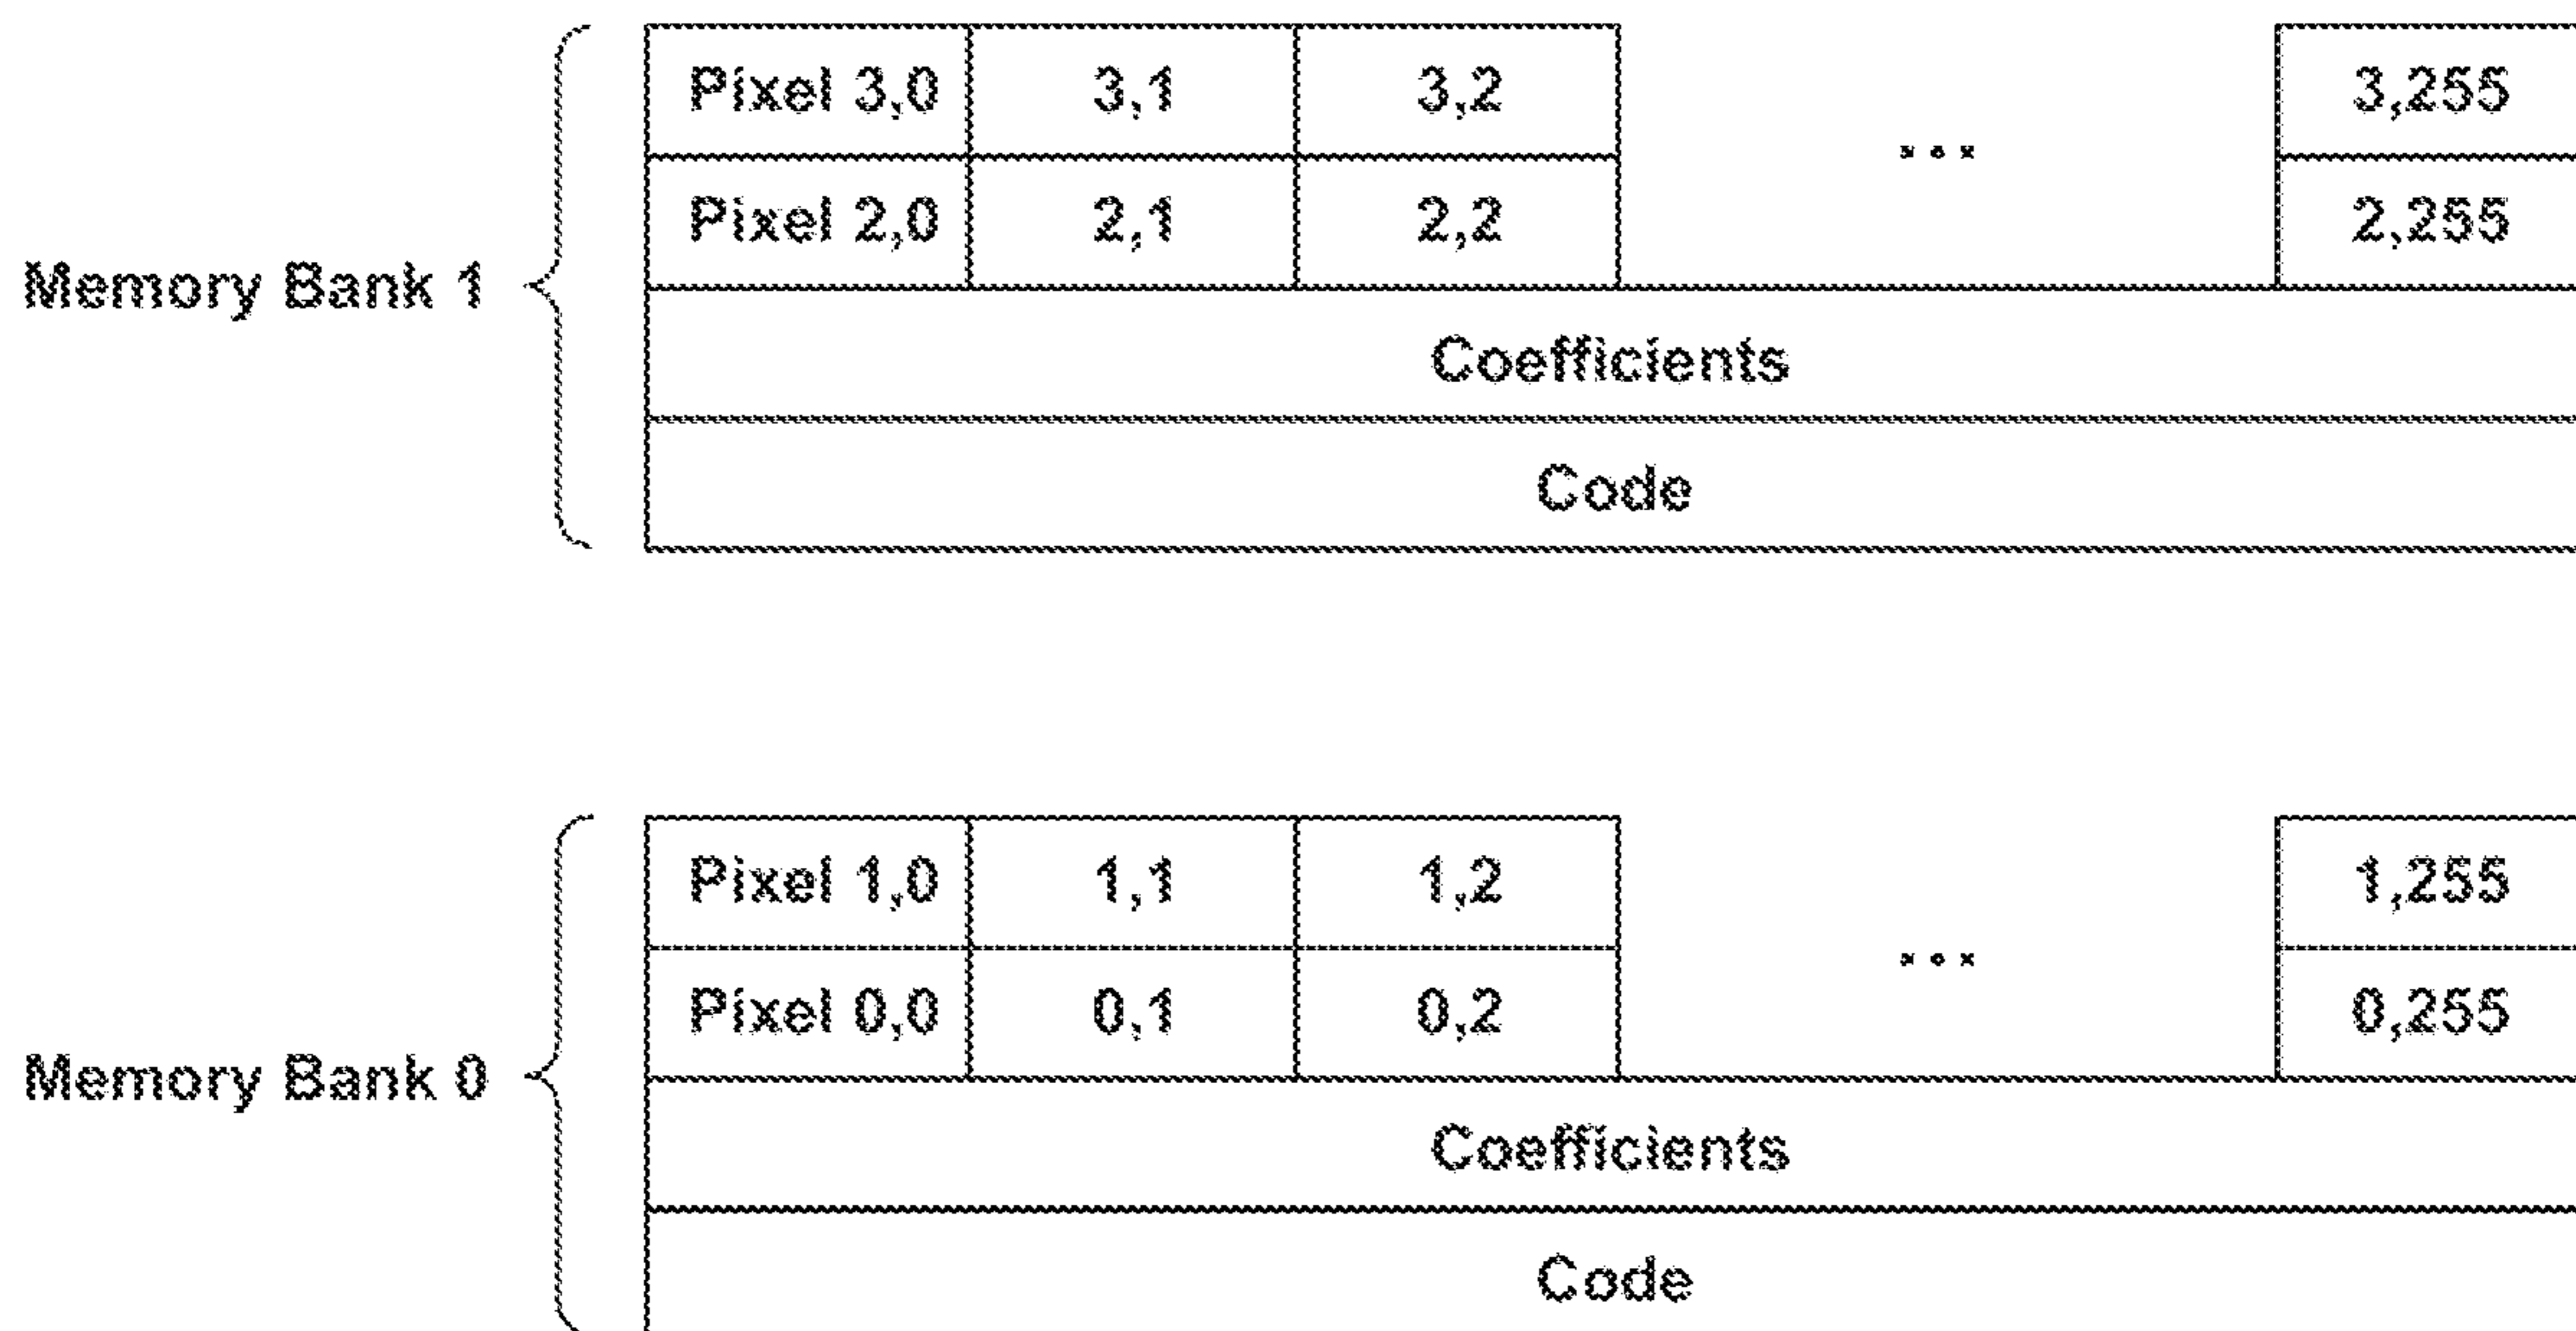 Pixel 3,0 3,1 3,2 ... 3,255
Pixel 2,0 2,1 2,2 2,255
Memory Bank 1
Coefficients
Code
Pixel 1,0 1,1 1,2 ... 1,255
Pixel 0,0 0,1 0,2 0,255
Memory Bank 0
Coefficients
Code